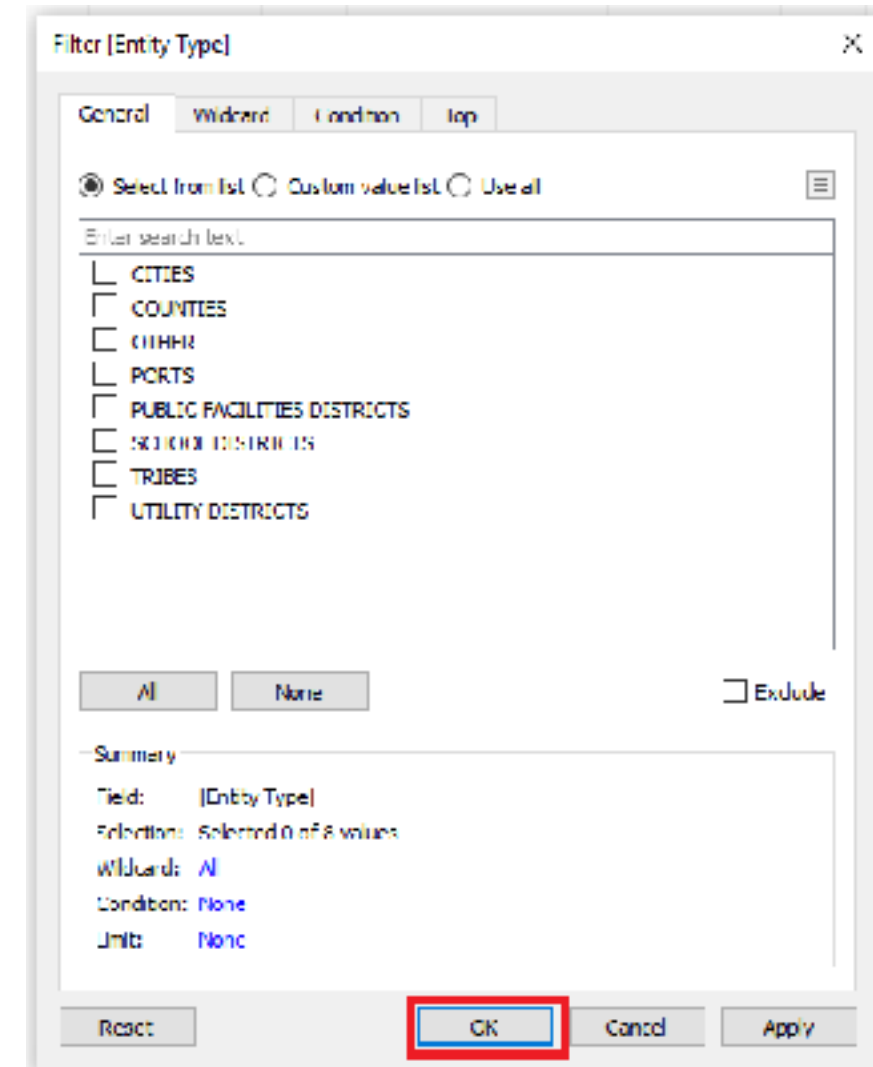 Filter [Entity Type]
General Wildcard Condition Top
Select from list Custom value list Use all
Enter search text
CITIES
COUNTIES
OTHER
PORTS
PUBLIC FACILITIES DISTRICTS
SCHOOL DISTRICTS
TRIBES
UTILITY DISTRICTS
All None Exclude
Summary
Field: [Entity Type]
Selection: Selected 0 of 8 values
Wildcard: All
Condition: None
Limit: None
Reset OK Cancel Apply